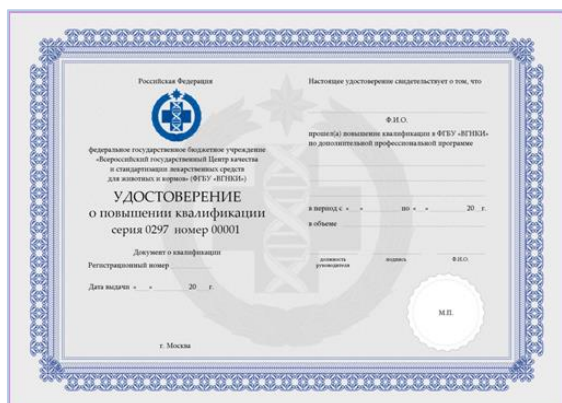 Российская Федерация
федеральное государственное бюджетное учреждение
«Всероссийский государственный Центр качества
и стандартизации лекарственных средств
для животных и кормов» (ФГБУ «ВГНКИ»)
УДОСТОВЕРЕНИЕ
о повышении квалификации
серия 0297 номер 00001
Документ о квалификации
Регистрационный номер
Дата выдачи « » 20 г.
г. Москва
Настоящее удостоверение свидетельствует о том, что
Ф.И.О.
прошел(а) повышение квалификации в ФГБУ «ВГНКИ»
по дополнительной профессиональной программе
в период с « » по « » 20 г.
в объеме
должность подпись Ф.И.О.
руководителя
М.П.